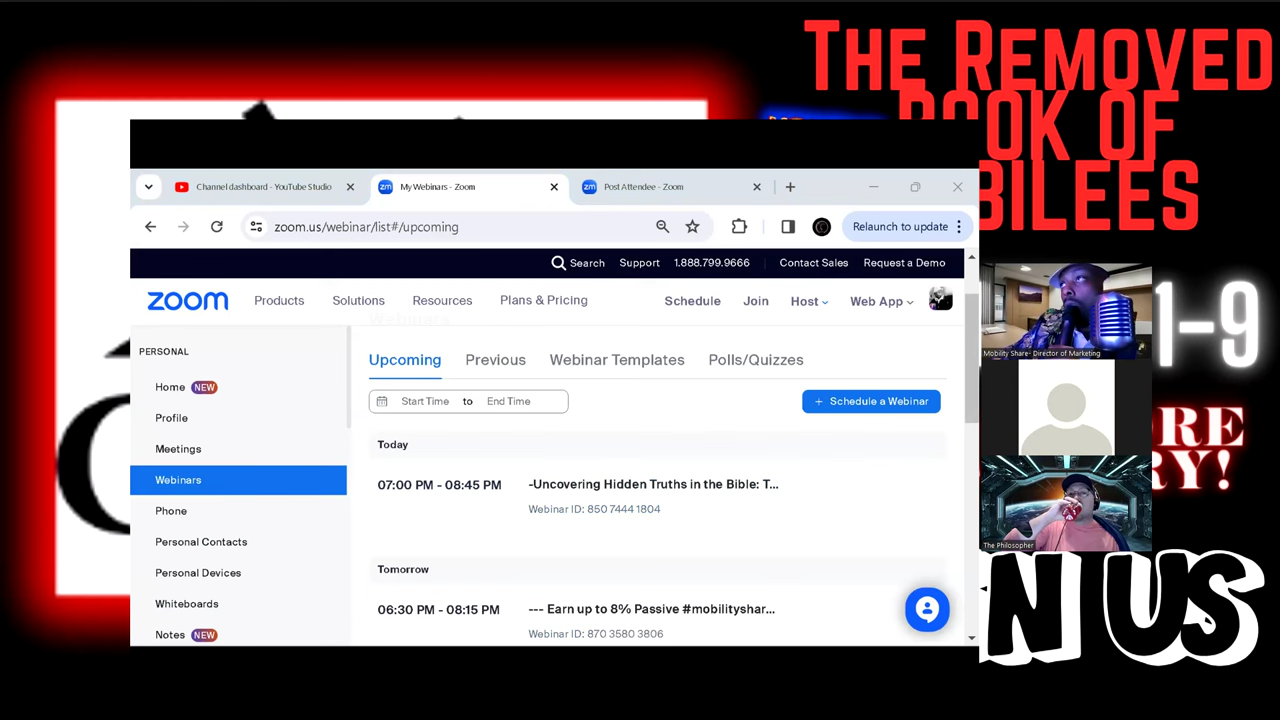 THE REMOVED
BOOK OF
BILEES
Channel dashboard - YouTube Studio
zm
My Webinars - Zoom
zm
Post Attendee - Zoom
zoom.us/webinar/list#/upcoming
Relaunch to update
Search
Support
1.888.799.9666
Contact Sales
Request a Demo
zoom
Products
Solutions
Resources
Plans & Pricing
Schedule
Join
Host
Web App
Webinars
PERSONAL
Home NEW
Profile
Meetings
Webinars
Phone
Personal Contacts
Personal Devices
Whiteboards
Notes NEW
Upcoming
Previous
Webinar Templates
Polls/Quizzes
Start Time to End Time
+ Schedule a Webinar
Today
07:00 PM - 08:45 PM
-Uncovering Hidden Truths in the Bible: T...
Webinar ID: 850 7444 1804
Tomorrow
06:30 PM - 08:15 PM
--- Earn up to 8% Passive #mobilityshar...
Webinar ID: 870 3580 3806
Mobility Share- Director of Marketing
The Philosopher
1-9
RE
RY!
N US